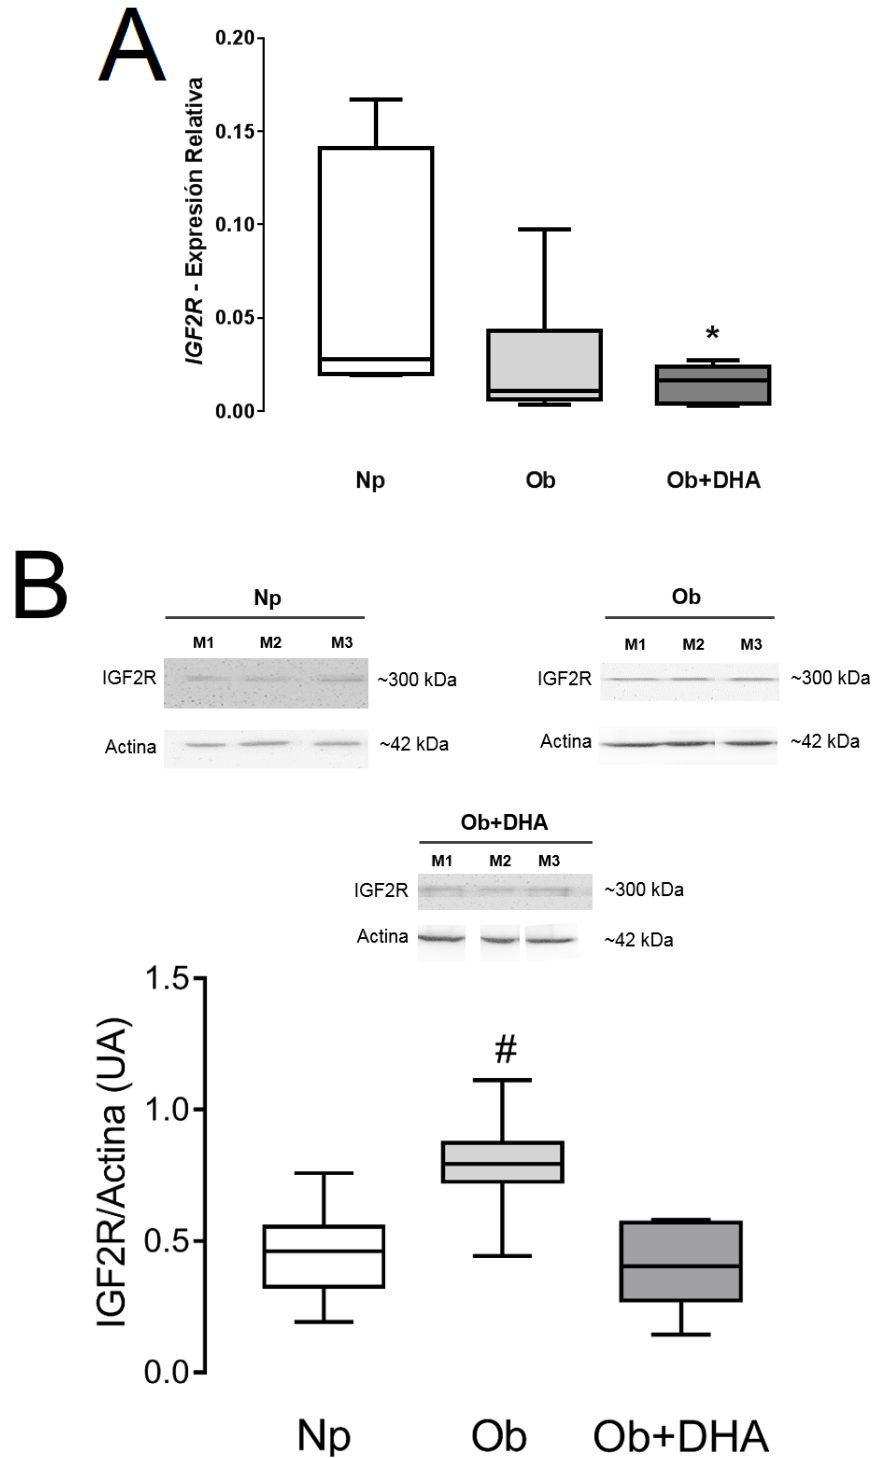 A
IGF2R - Expresión Relativa
0.20
0.15
0.10
0.05
0.00
*
Np Ob Ob+DHA
B
Np
M1 M2 M3
IGF2R ~300 kDa
Actina ~42 kDa
Ob
M1 M2 M3
IGF2R ~300 kDa
Actina ~42 kDa
Ob+DHA
M1 M2 M3
IGF2R ~300 kDa
Actina ~42 kDa
IGF2R/Actina (UA)
1.5
1.0
0.5
0.0
#
Np Ob Ob+DHA